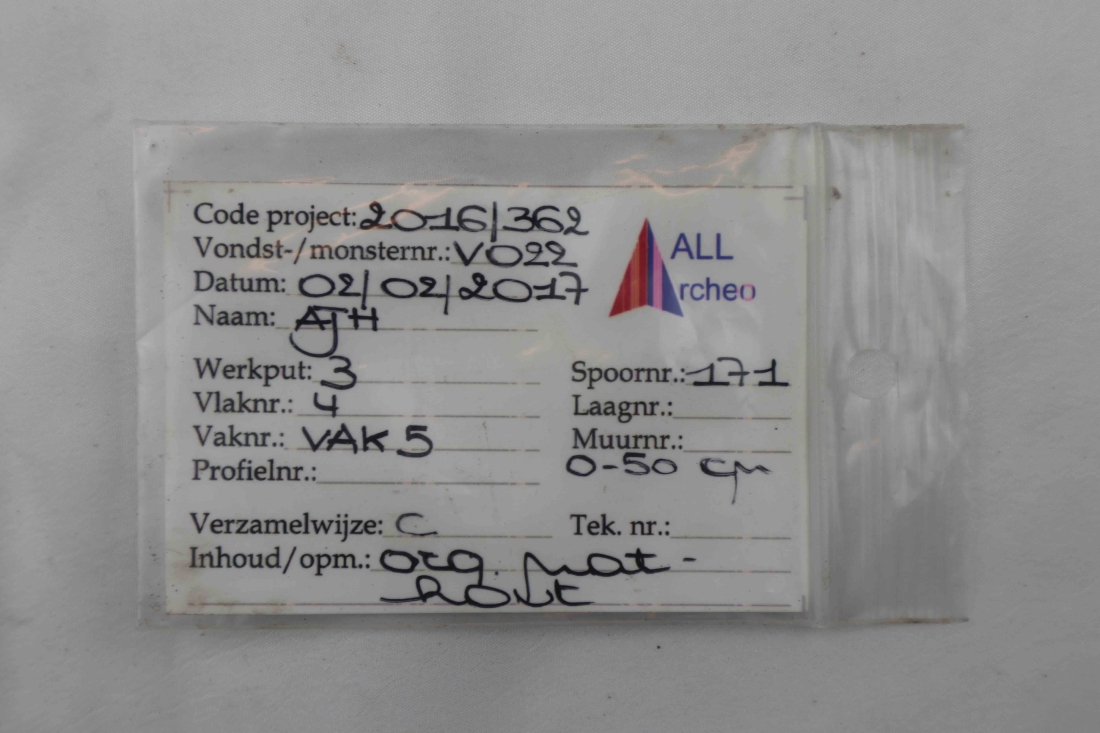 Code project: 2016/362
Vondst-/monsternr.: V022
Datum: 02/02/2017
Naam: AJH
ALL
Archeo
Werkput: 3
Vlaknr.: 4
Vaknr.: VAK 5
Profielnr.:
Spoornr.: 171
Laagnr.:
Muurnr.:
0-50 cm
Verzamelwijze: C
Tek. nr.:
Inhoud/opm.: org. mat -
hout